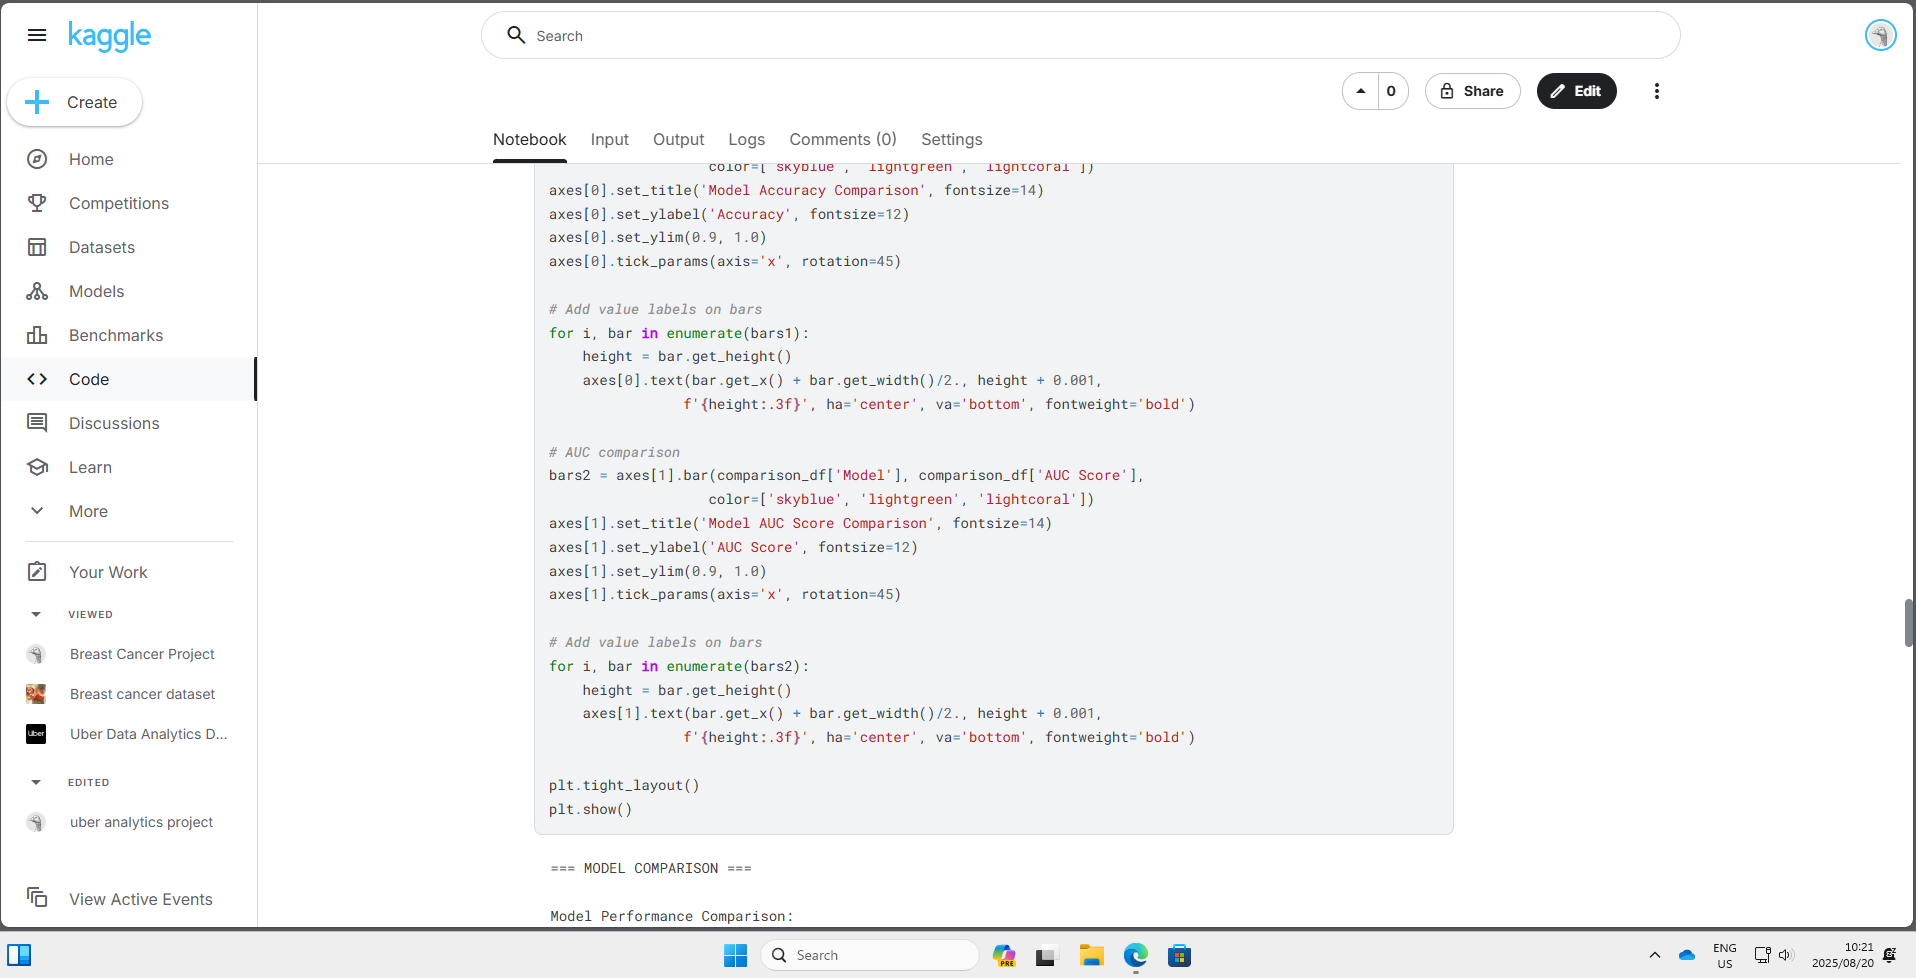 kaggle
Search
Create
0
Share
Edit
Notebook
Input
Output
Logs
Comments (0)
Settings
Home
Competitions
Datasets
Models
Benchmarks
Code
Discussions
Learn
More
Your Work
VIEWED
Breast Cancer Project
Breast cancer dataset
Uber
Uber Data Analytics D...
EDITED
uber analytics project
View Active Events
color=['skyblue', 'lightgreen', 'lightcoral'])
axes[0].set_title('Model Accuracy Comparison', fontsize=14)
axes[0].set_ylabel('Accuracy', fontsize=12)
axes[0].set_ylim(0.9, 1.0)
axes[0].tick_params(axis='x', rotation=45)
# Add value labels on bars
for i, bar in enumerate(bars1):
height = bar.get_height()
axes[0].text(bar.get_x() + bar.get_width()/2., height + 0.001,
f'{height:.3f}', ha='center', va='bottom', fontweight='bold')
# AUC comparison
bars2 = axes[1].bar(comparison_df['Model'], comparison_df['AUC Score'],
color=['skyblue', 'lightgreen', 'lightcoral'])
axes[1].set_title('Model AUC Score Comparison', fontsize=14)
axes[1].set_ylabel('AUC Score', fontsize=12)
axes[1].set_ylim(0.9, 1.0)
axes[1].tick_params(axis='x', rotation=45)
# Add value labels on bars
for i, bar in enumerate(bars2):
height = bar.get_height()
axes[1].text(bar.get_x() + bar.get_width()/2., height + 0.001,
f'{height:.3f}', ha='center', va='bottom', fontweight='bold')
plt.tight_layout()
plt.show()
=== MODEL COMPARISON ===
Model Performance Comparison:
Search
PRE
ENG
US
10:21
2025/08/20